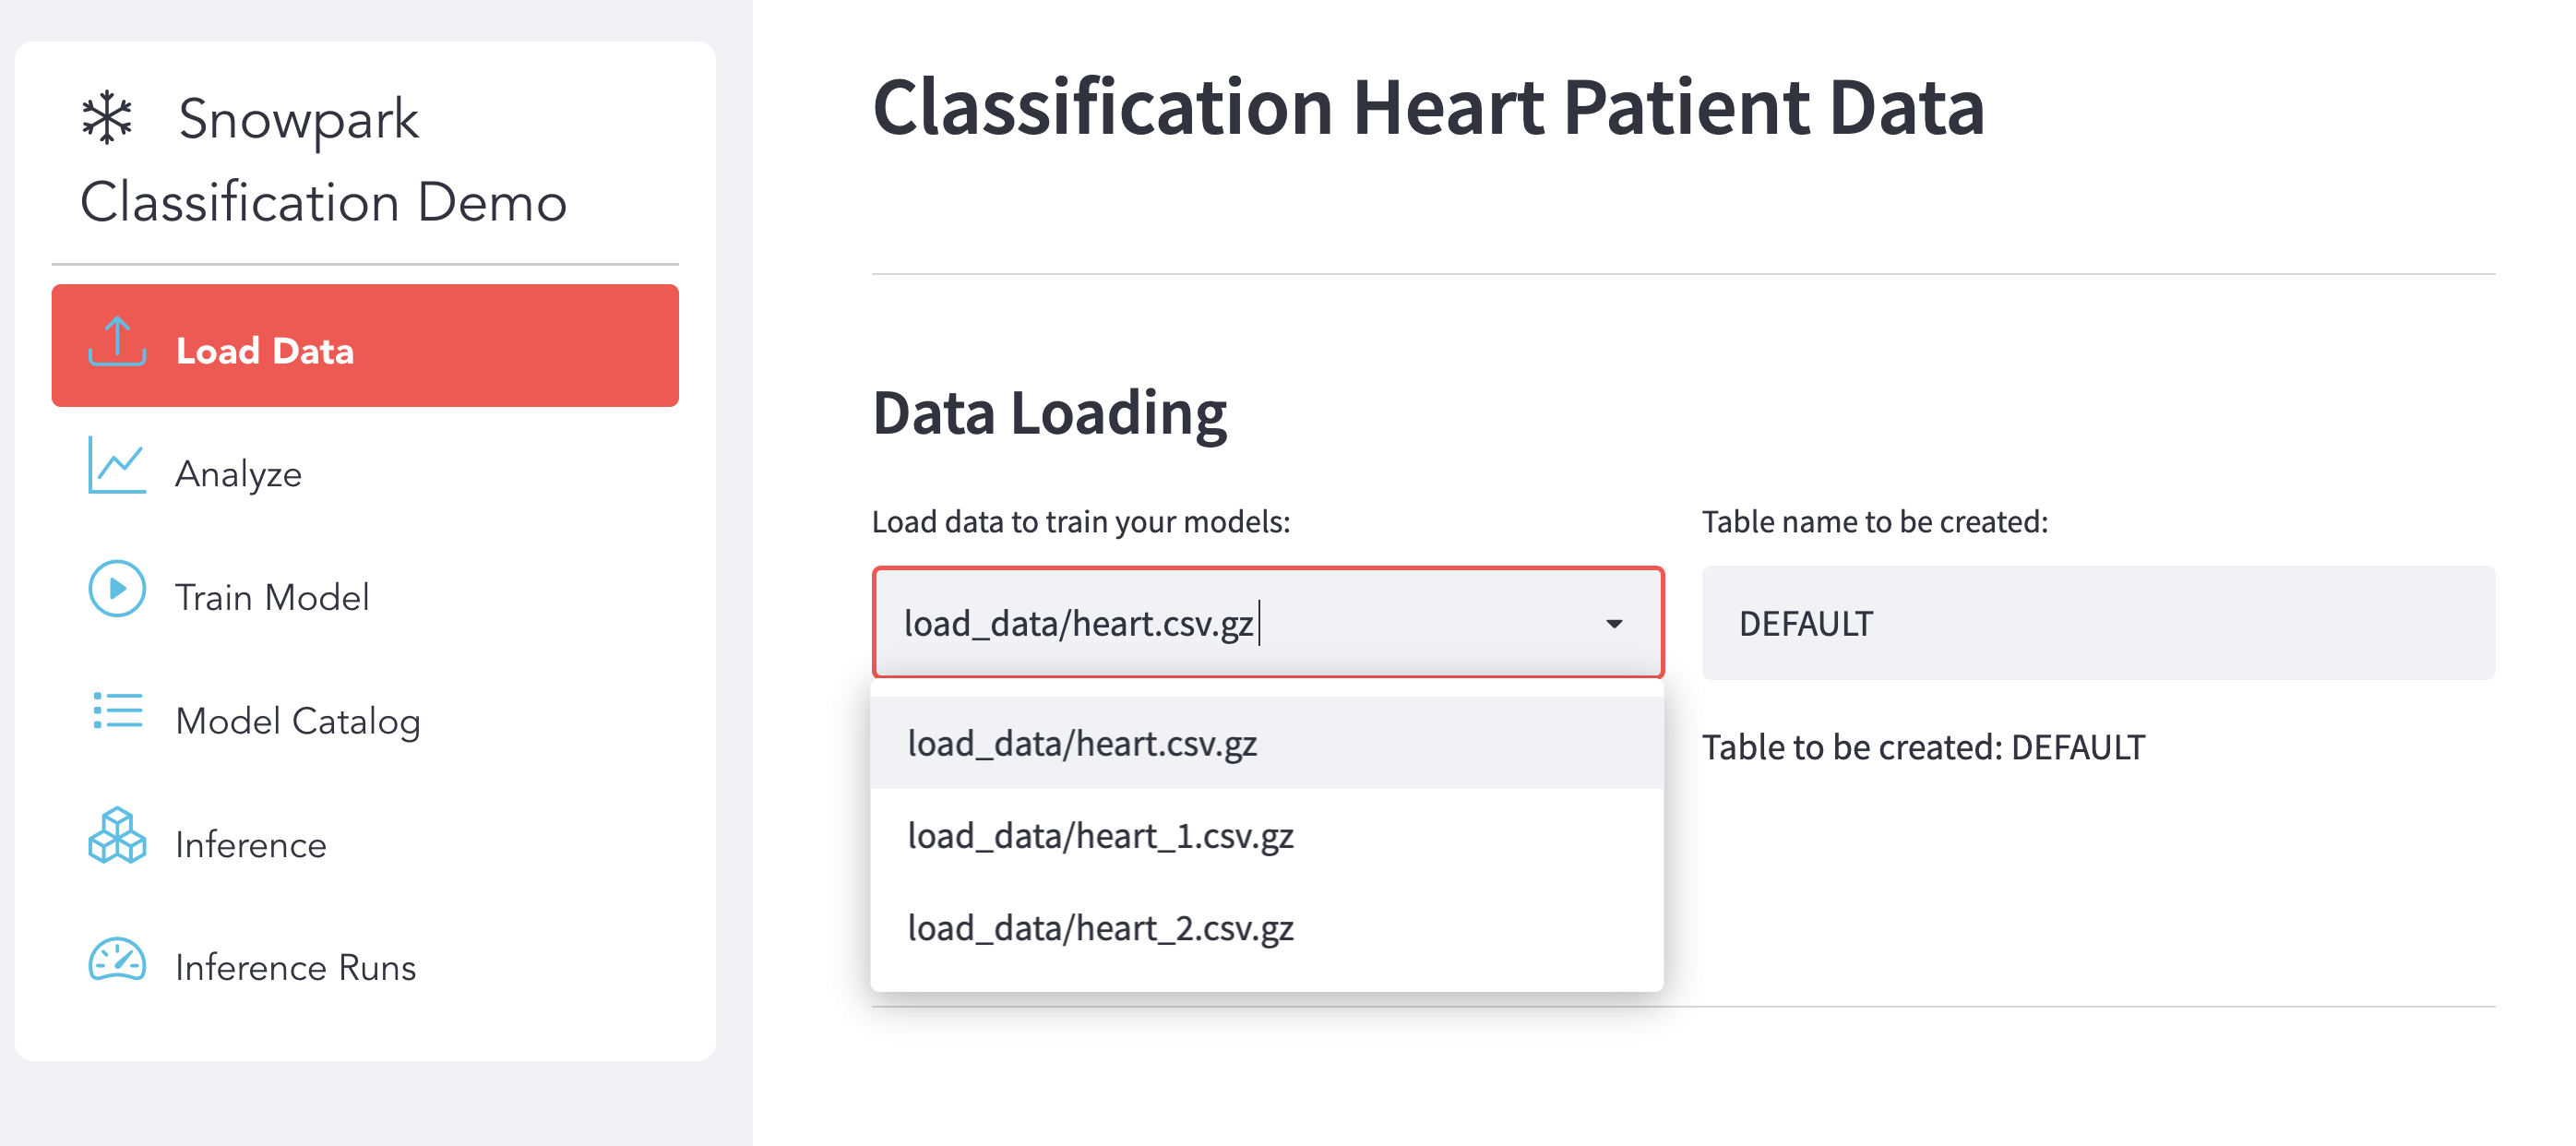 Snowpark
Classification Demo
Load Data
Analyze
Train Model
Model Catalog
Inference
Inference Runs
Classification Heart Patient Data
Data Loading
Load data to train your models:
load_data/heart.csv.gz
load_data/heart.csv.gz
load_data/heart_1.csv.gz
load_data/heart_2.csv.gz
Table name to be created:
DEFAULT
Table to be created: DEFAULT